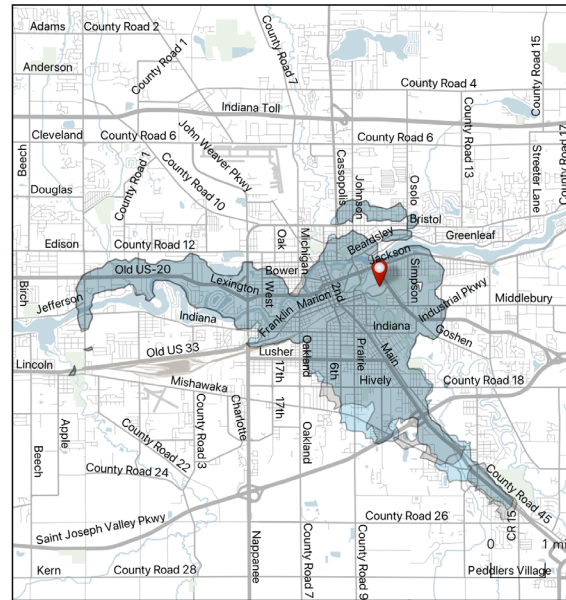 Adams
County Road 2
County Road 1
County Road 7
County Road 15
Anderson
County Road 4
Indiana Toll
Cleveland
County Road 6
County Road 6
John Weaver Pkwy
Beech
County Road 1
County Road 10
Cassopolis
Johnson
Osolo
County Road 13
Streeter Lane
County Road 17
Douglas
Bristol
Greenleaf
Edison
County Road 12
Oak
Michigan
Beardsley
Jackson
Simpson
Old US-20
Bower
Birch
Jefferson
Lexington
West
2nd
Marion
Franklin
Industrial Pkwy
Middlebury
Indiana
Indiana
Goshen
Old US 33
Lusher
Oakland
Prairie
Main
Lincoln
6th
17th
Hively
County Road 18
Mishawaka
Apple
County Road 3
Charlotte
17th
Oakland
Beech
County Road 22
County Road 24
County Road 45
CR 15
County Road 26
Saint Joseph Valley Pkwy
Nappanee
County Road 7
County Road 9
0 1 mi
Kern
County Road 28
Peddlers Village